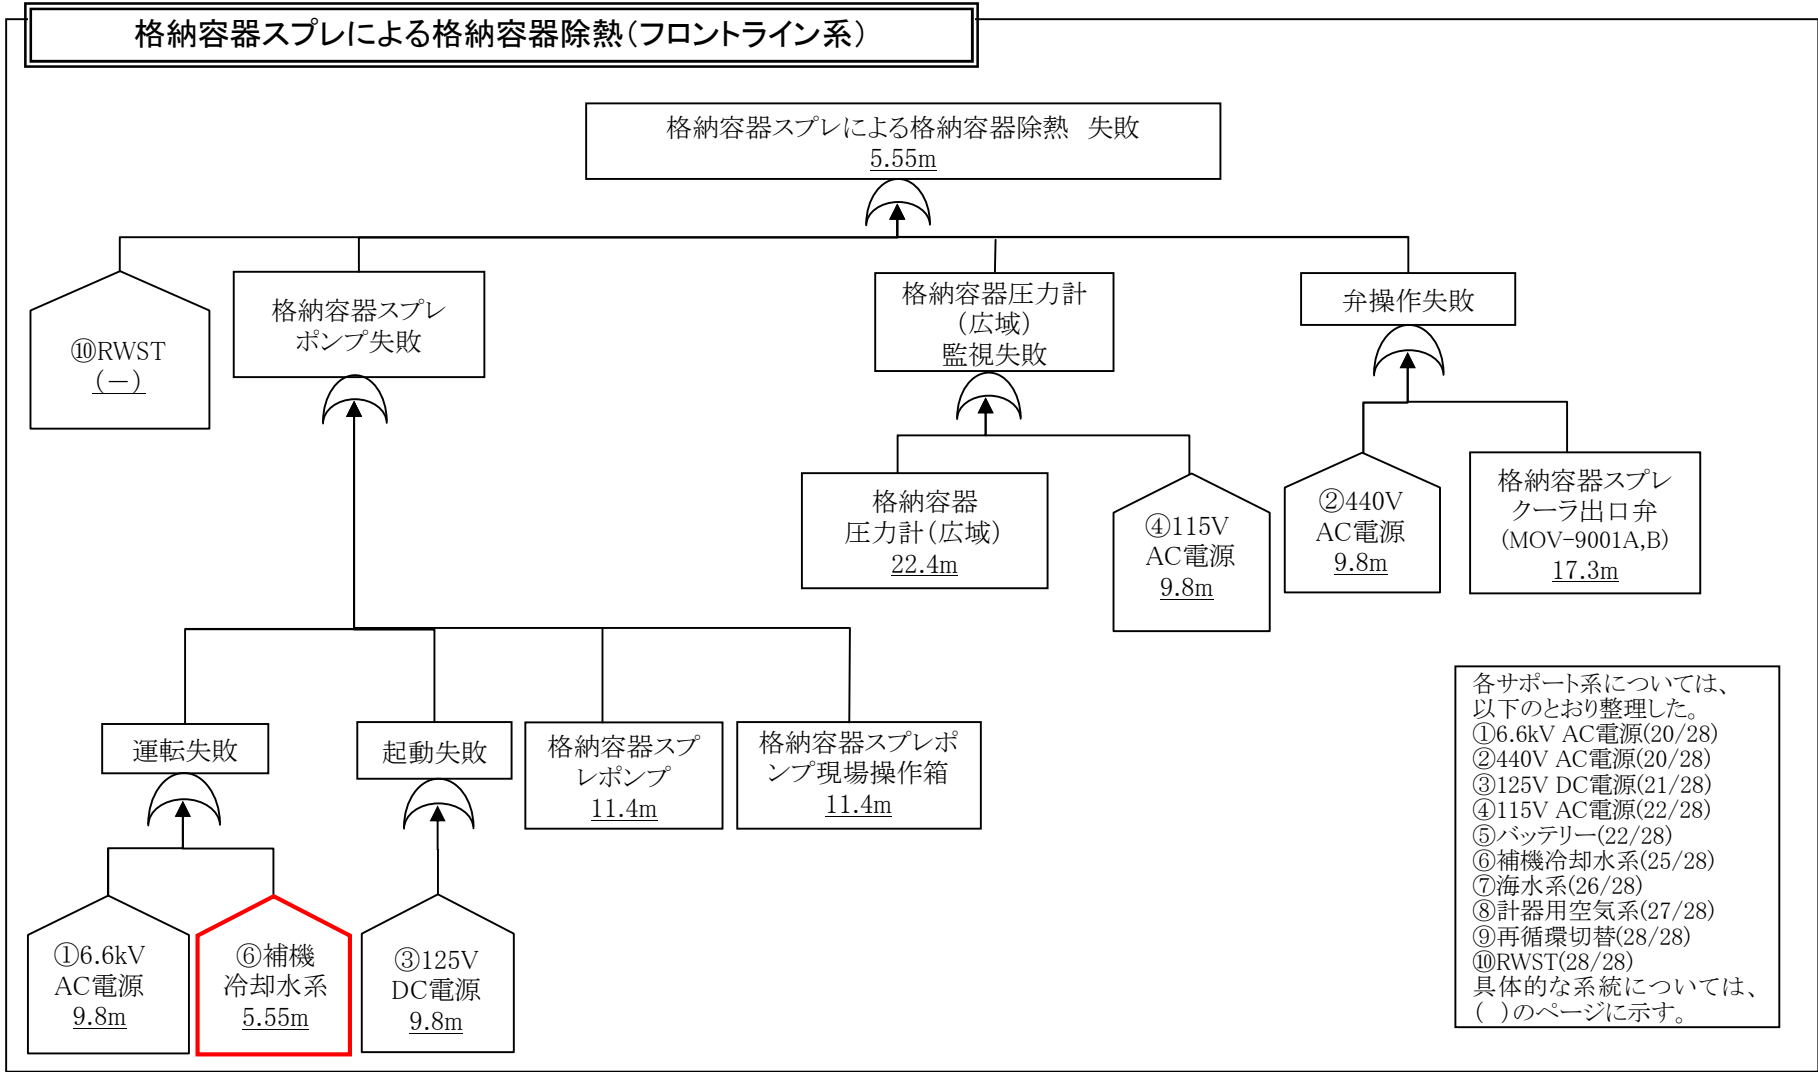 格納容器スプレによる格納容器除熱（フロントライン系）
格納容器スプレによる格納容器除熱　失敗
5.55m
⑩RWST
（－）
格納容器スプレ
ポンプ失敗
格納容器圧力計
（広域）
監視失敗
弁操作失敗
格納容器
圧力計（広域）
22.4m
④115V
AC電源
9.8m
②440V
AC電源
9.8m
格納容器スプレ
クーラ出口弁
(MOV-9001A,B)
17.3m
運転失敗
起動失敗
格納容器スプ
レポンプ
11.4m
格納容器スプレポ
ンプ現場操作箱
11.4m
①6.6kV
AC電源
9.8m
⑥補機
冷却水系
5.55m
③125V
DC電源
9.8m
各サポート系については、
以下のとおり整理した。
①6.6kV AC電源(20/28)
②440V AC電源(20/28)
③125V DC電源(21/28)
④115V AC電源(22/28)
⑤バッテリー(22/28)
⑥補機冷却水系(25/28)
⑦海水系(26/28)
⑧計器用空気系(27/28)
⑨再循環切替(28/28)
⑩RWST(28/28)
具体的な系統については、
(　)のページに示す。